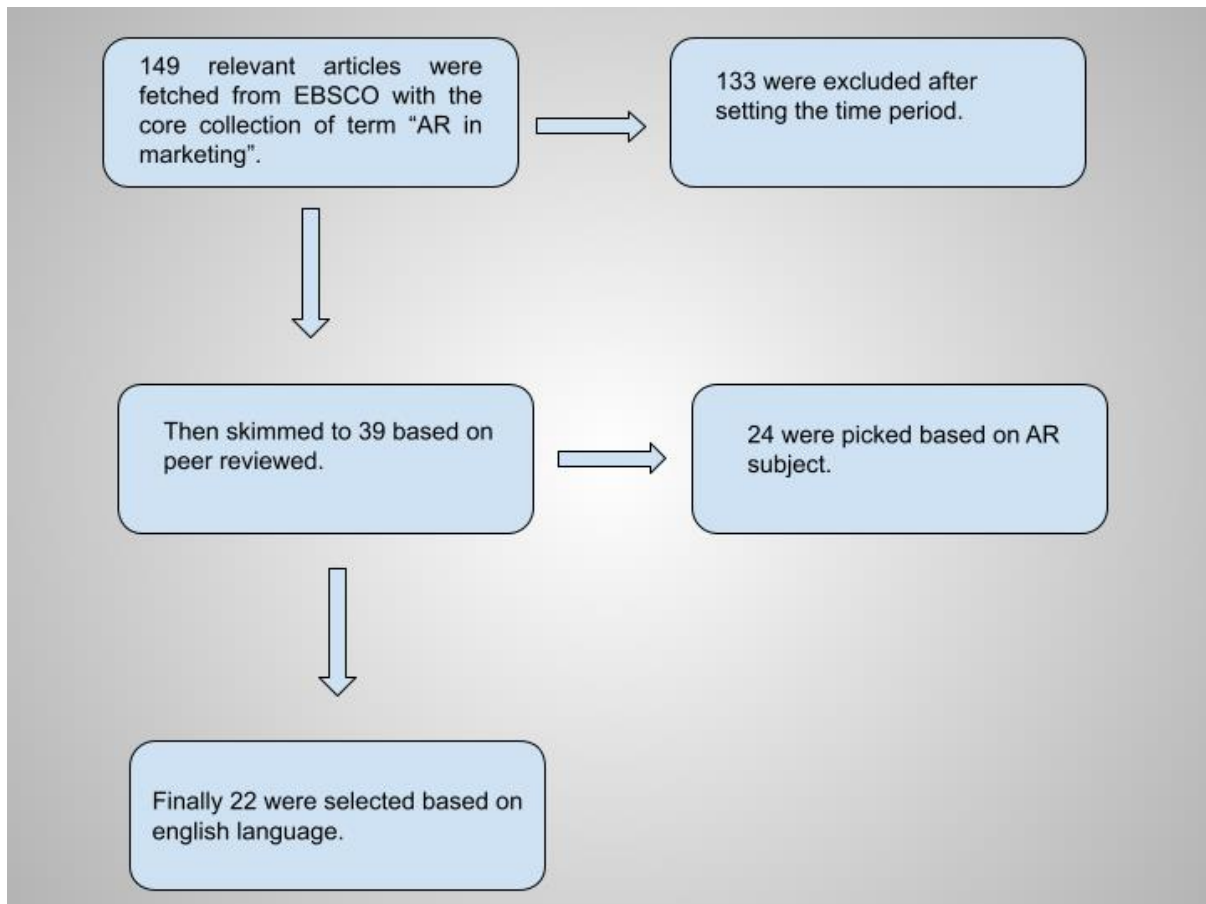 149 relevant articles were
fetched from EBSCO with the
core collection of term “AR in
marketing”.
133 were excluded after
setting the time period.
Then skimmed to 39 based on
peer reviewed.
24 were picked based on AR
subject.
Finally 22 were selected based on
english language.